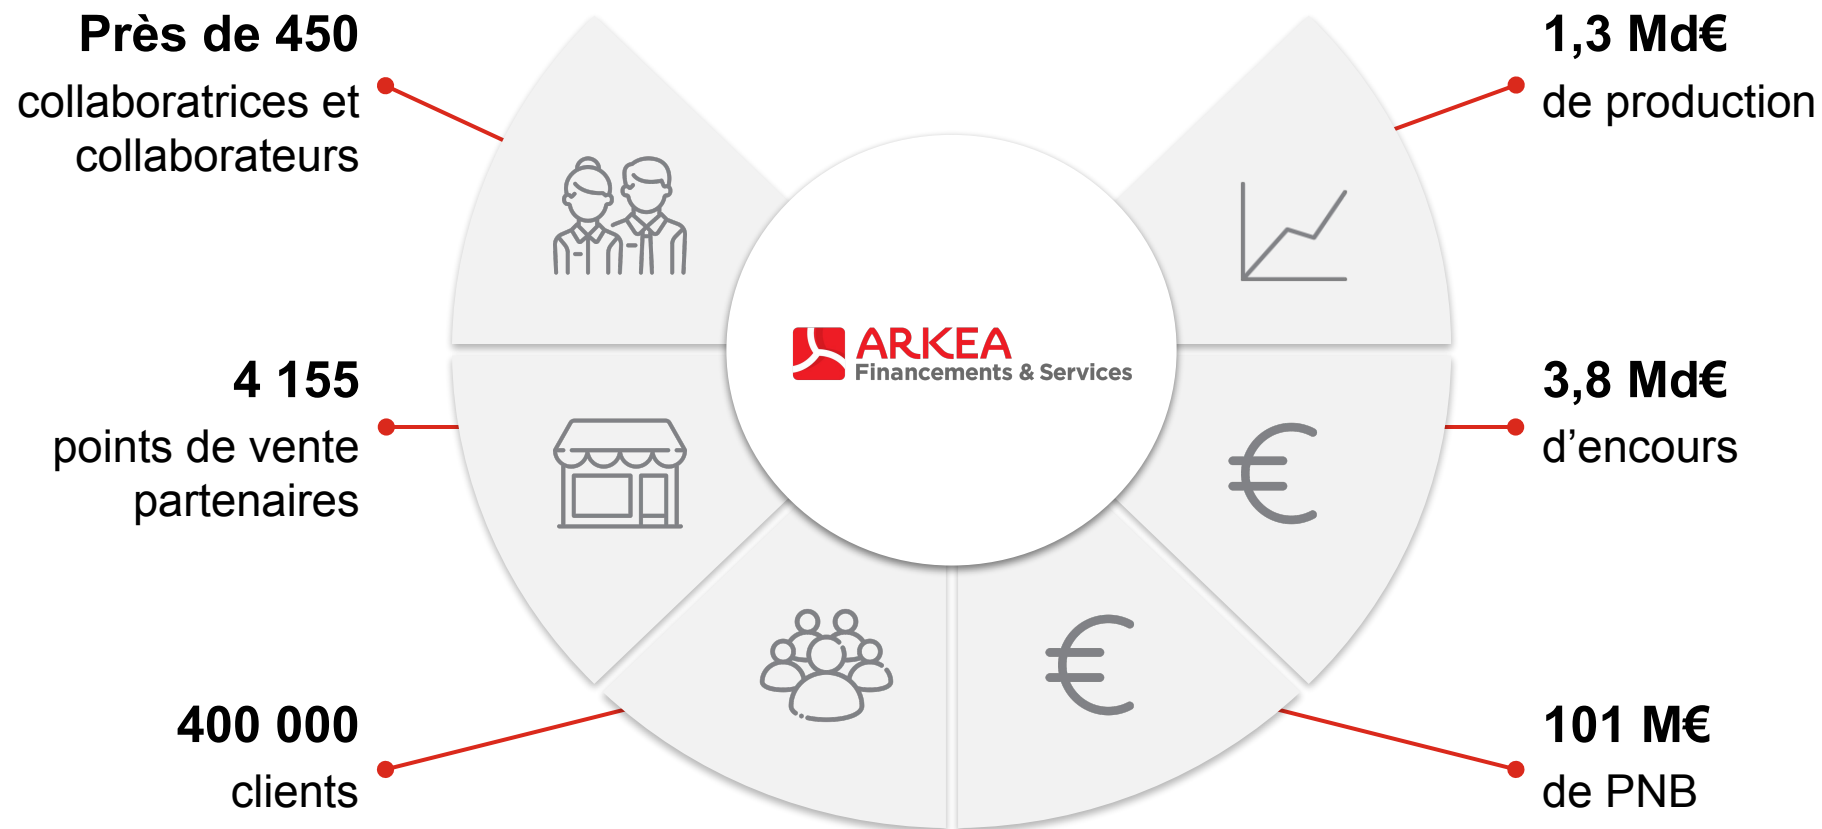 Près de 450
collaboratrices et
collaborateurs
4 155
points de vente
partenaires
400 000
clients
ARKEA
Financements & Services
1,3 Md€
de production
3,8 Md€
d’encours
101 M€
de PNB